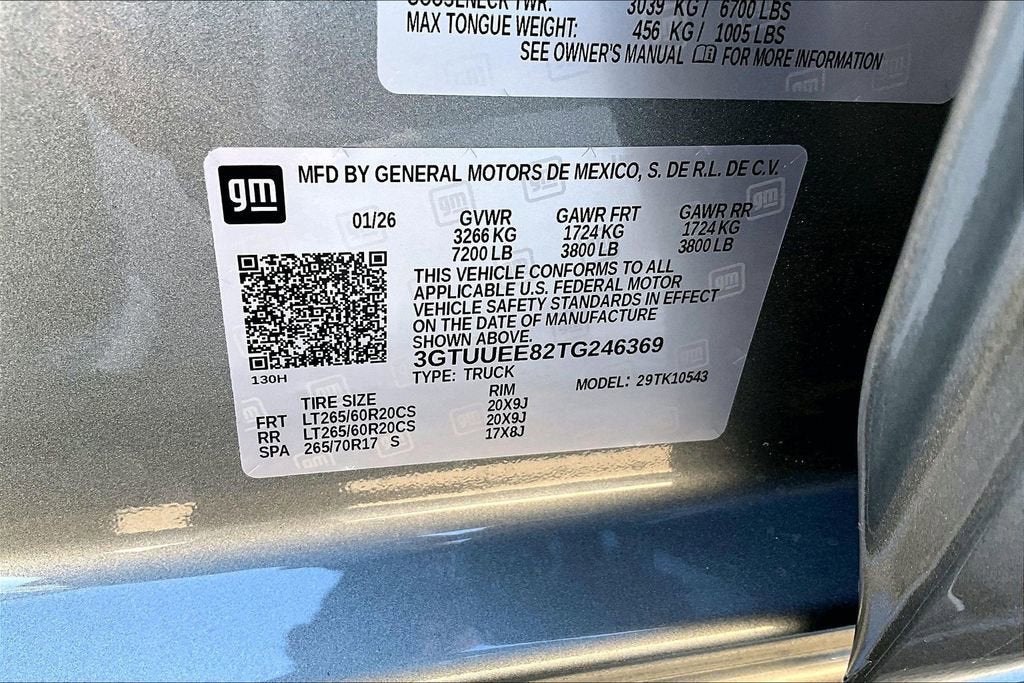 GOOSENECK TWR: 3039 KG / 6700 LBS
MAX TONGUE WEIGHT: 456 KG / 1005 LBS
SEE OWNER'S MANUAL FOR MORE INFORMATION
gm MFD BY GENERAL MOTORS DE MEXICO, S. DE R.L. DE C.V.
01/26 GVWR GAWR FRT GAWR RR
3266 KG 1724 KG 1724 KG
7200 LB 3800 LB 3800 LB
THIS VEHICLE CONFORMS TO ALL
APPLICABLE U.S. FEDERAL MOTOR
VEHICLE SAFETY STANDARDS IN EFFECT
ON THE DATE OF MANUFACTURE
SHOWN ABOVE.
3GTUUEE82TG246369
130H TYPE: TRUCK MODEL: 29TK10543
TIRE SIZE RIM
FRT LT265/60R20CS 20X9J
RR LT265/60R20CS 20X9J
SPA 265/70R17 S 17X8J